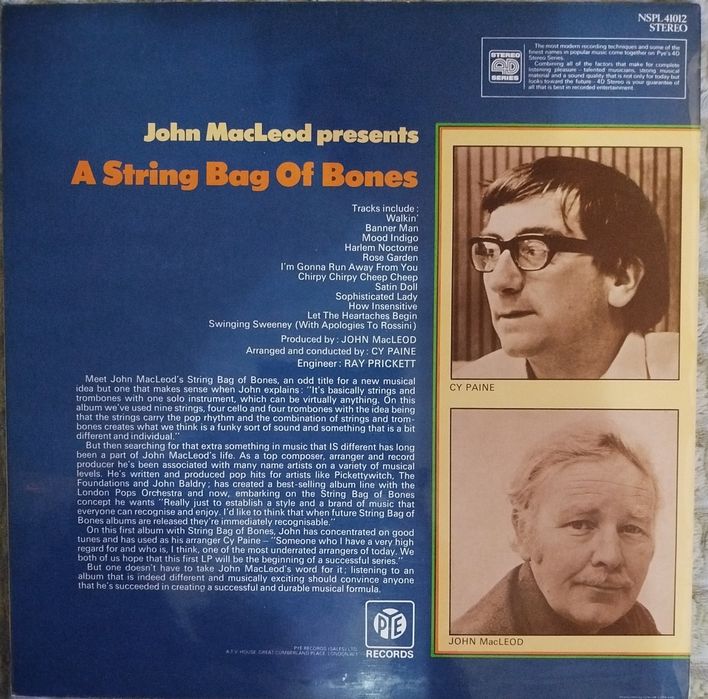 NSPL 41012
STEREO
STEREO
4D
SERIES
The most modern recording techniques and some of the
finest names in popular music come together on Pye's 4D
Stereo Series.
Combining all of the factors that make for complete
listening pleasure – talented musicians, strong musical
material and a sound quality that is not only for today but
looks toward the future – 4D Stereo is your guarantee of
all that is best in recorded entertainment.
John MacLeod presents
A String Bag Of Bones
Tracks include:
Walkin'
Banner Man
Mood Indigo
Harlem Noctorne
Rose Garden
I'm Gonna Run Away From You
Chirpy Chirpy Cheep Cheep
Satin Doll
Sophisticated Lady
How Insensitive
Let The Heartaches Begin
Swinging Sweeney (With Apologies To Rossini)
Produced by: JOHN MacLEOD
Arranged and conducted by: CY PAINE
Engineer: RAY PRICKETT
Meet John MacLeod's String Bag of Bones, an odd title for a new musical
idea but one that makes sense when John explains: "It's basically strings and
trombones with one solo instrument, which can be virtually anything. On this
album we've used nine strings, four cello and four trombones with the idea being
that the strings carry the pop rhythm and the combination of strings and trom-
bones creates what we think is a funky sort of sound and something that is a bit
different and individual."
But then searching for that extra something in music that IS different has long
been a part of John MacLeod's life. As a top composer, arranger and record
producer he's been associated with many name artists on a variety of musical
levels. He's written and produced pop hits for artists like Pickettywitch, The
Foundations and John Baldry; has created a best-selling album line with the
London Pops Orchestra and now, embarking on the String Bag of Bones
concept he wants "Really just to establish a style and a brand of music that
everyone can recognise and enjoy. I'd like to think that when future String Bag of
Bones albums are released they're immediately recognisable."
On this first album with String Bag of Bones, John has concentrated on good
tunes and has used as his arranger Cy Paine – "Someone who I have a very high
regard for and who is, I think, one of the most underrated arrangers of today. We
both of us hope that this first LP will be the beginning of a successful series."
But one doesn't have to take John MacLeod's word for it; listening to an
album that is indeed different and musically exciting should convince anyone
that he's succeeded in creating a successful and durable musical formula.
CY PAINE
JOHN MacLEOD
PYE
RECORDS
PYE RECORDS (SALES) LTD.
A.T.V. HOUSE, GREAT CUMBERLAND PLACE, LONDON W.1